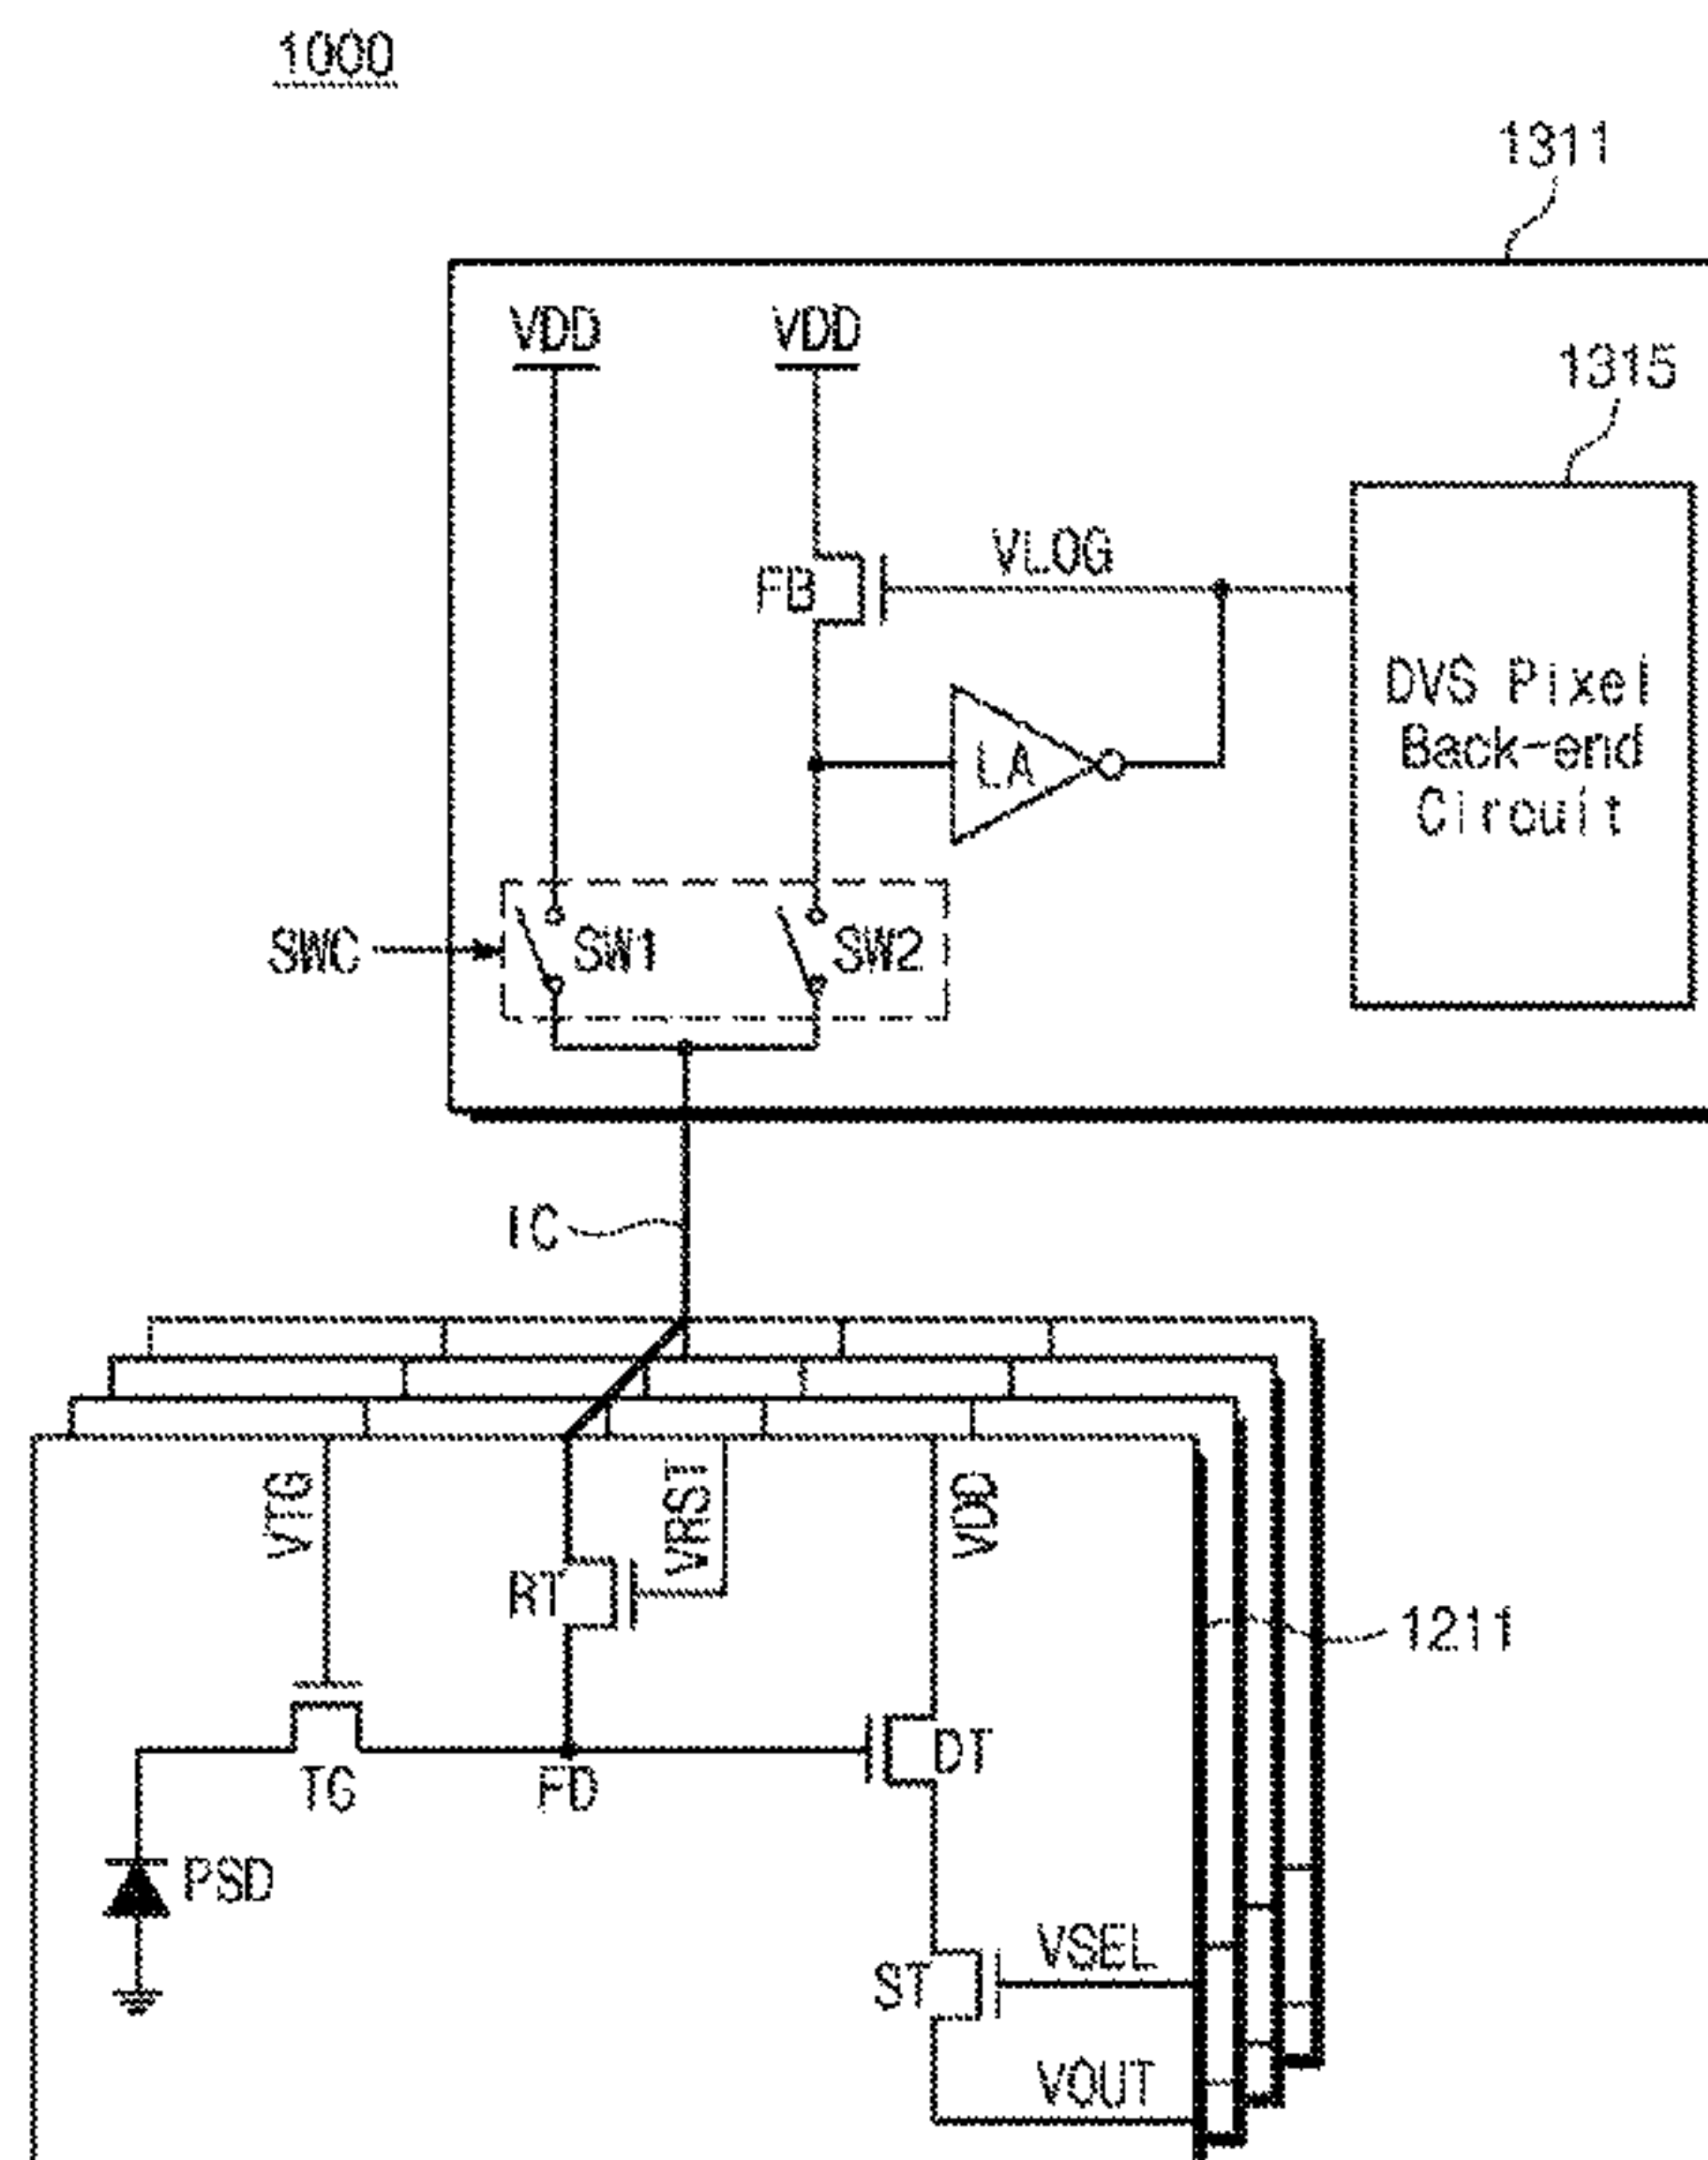 1000
1311
VDD
VDD
1315
VLOG
FB
DVS Pixel
Back-end
Circuit
LA
SWC
SW1
SW2
IC
VTG
VRST
VDD
RT
1211
TG
FD
DT
PSD
VSEL
ST
VOUT